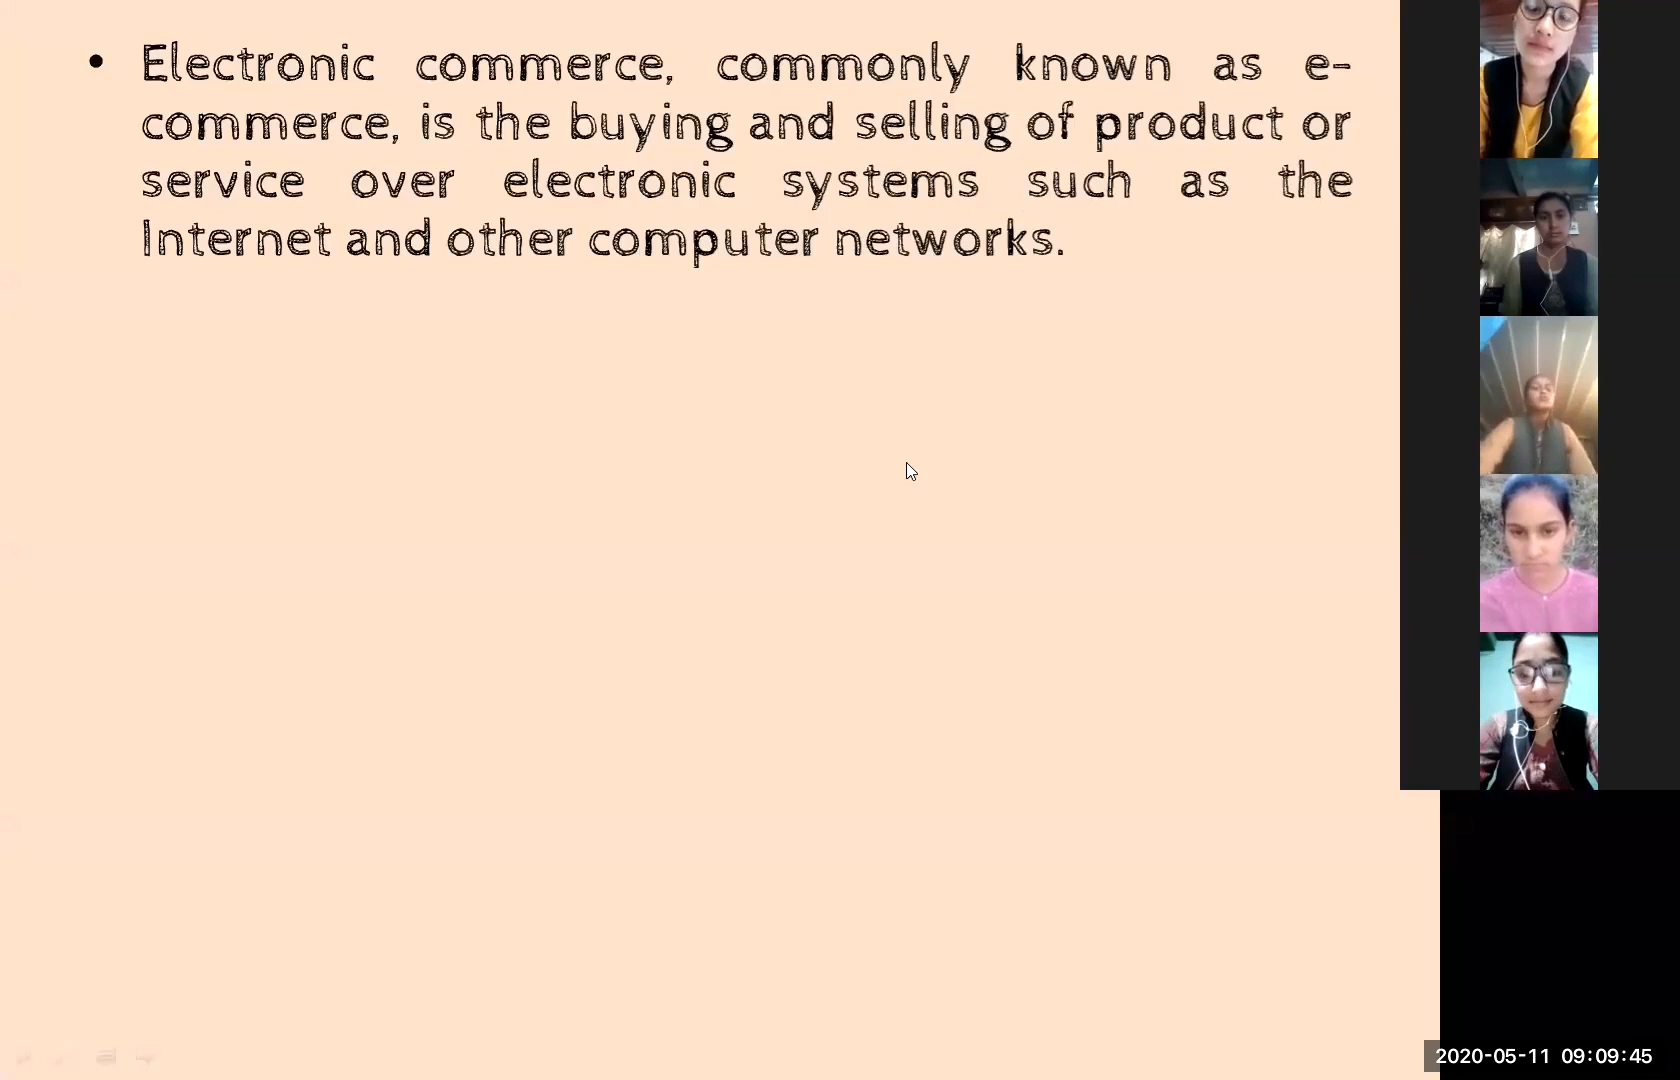 • Electronic commerce, commonly known as e-
commerce, is the buying and selling of product or
service over electronic systems such as the
Internet and other computer networks.
2020-05-11 09:09:45